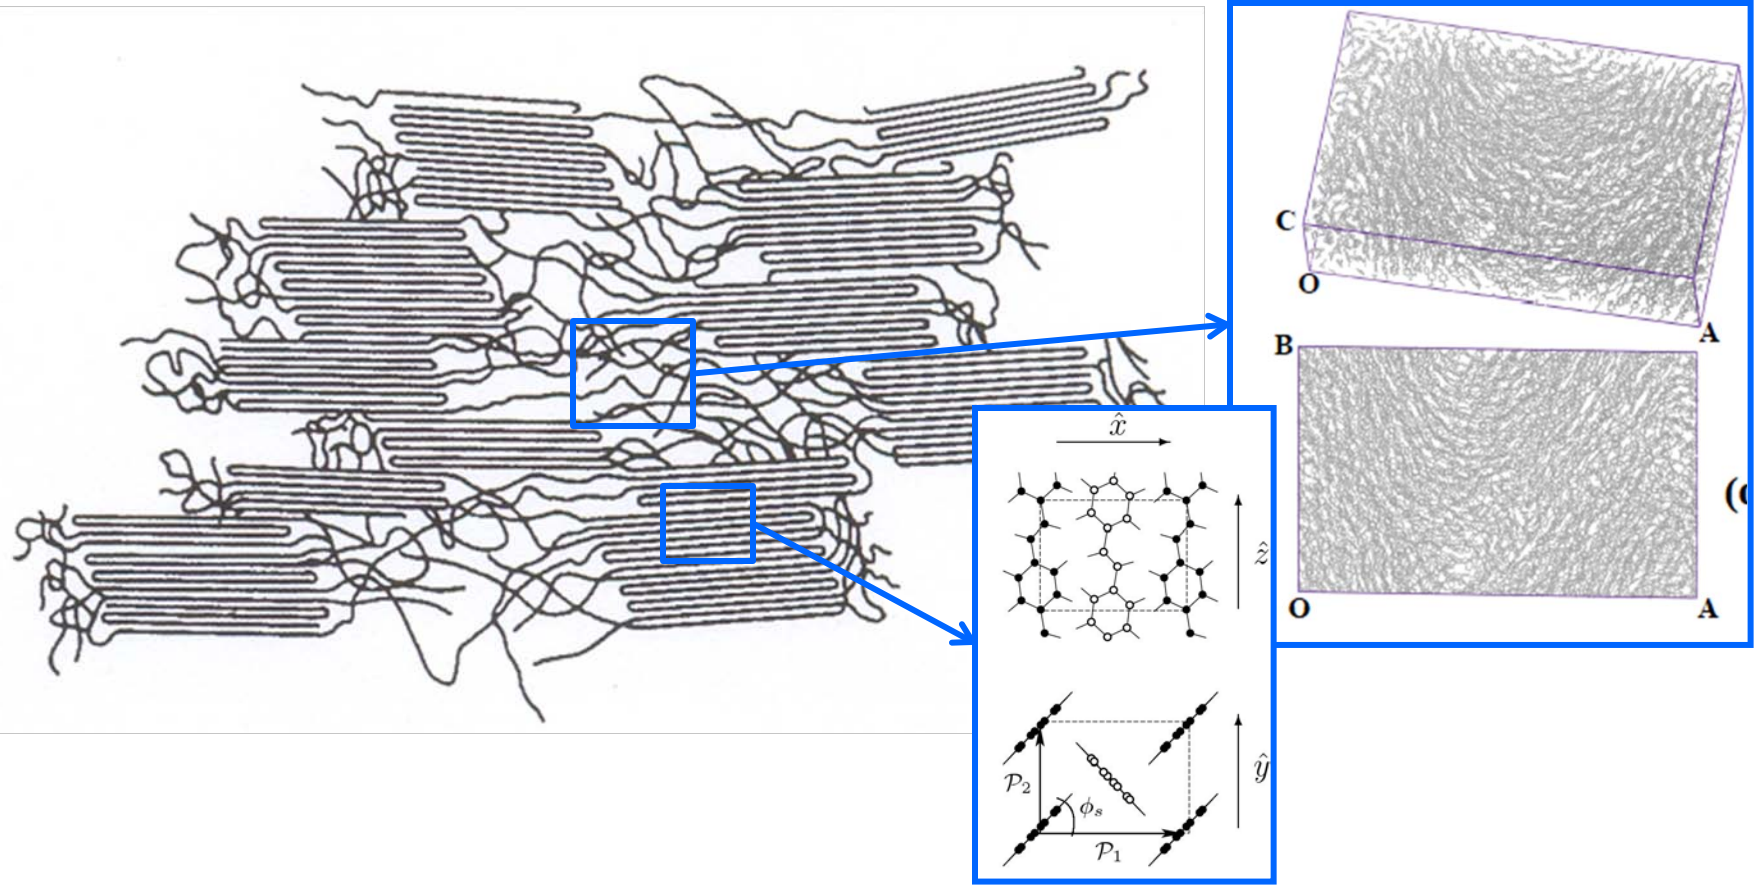 C
O
A
B
O
A
(
x̂
ẑ
ŷ
𝒫₂
ϕₛ
𝒫₁